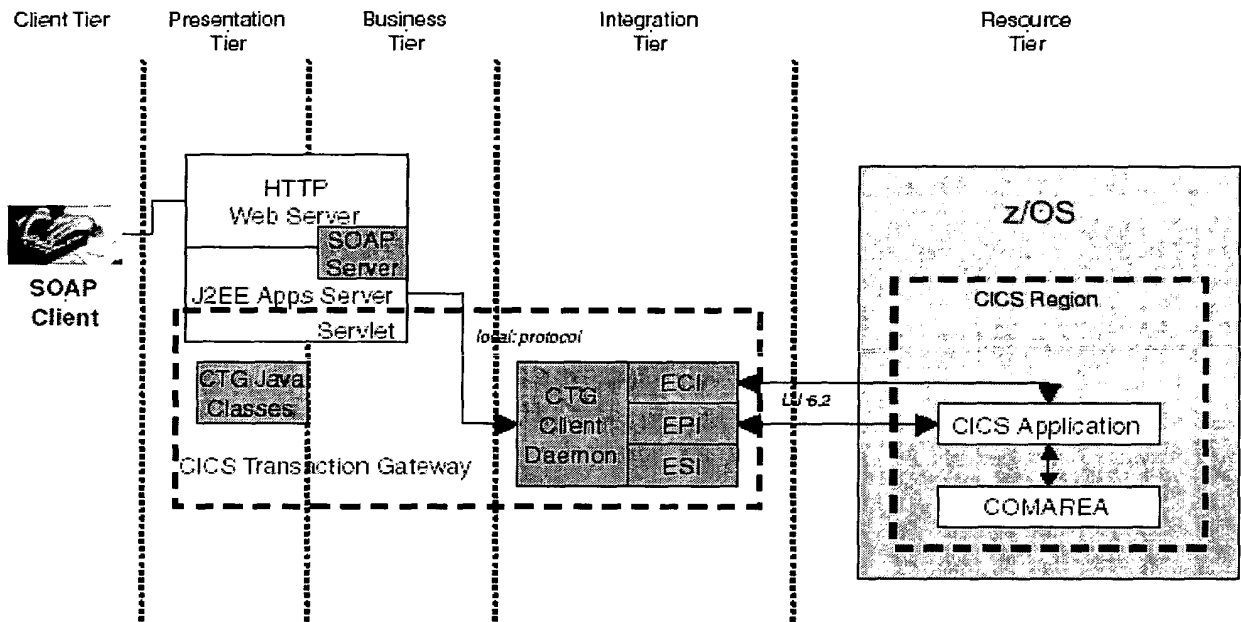 Client Tier
Presentation
Tier
Business
Tier
Integration
Tier
Resource
Tier
HTTP
Web Server
SOAP
Server
J2EE Apps Server
Servlet
SOAP
Client
local: protocol
CTG Java
Classes
CICS Transaction Gateway
CTG
Client
Daemon
ECI
EPI
ESI
LU 6.2
z/OS
CICS Region
CICS Application
COMAREA